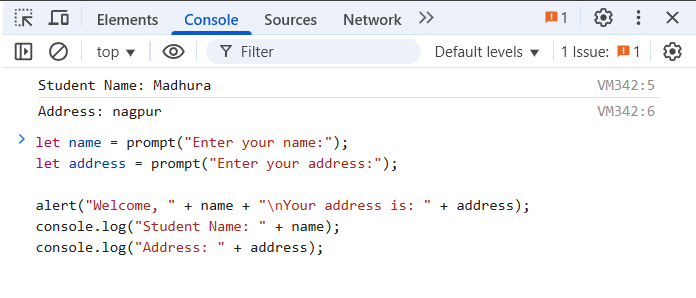 Elements Console Sources Network 1
top Filter Default levels 1 Issue: 1
Student Name: Madhura VM342:5
Address: nagpur VM342:6
let name = prompt("Enter your name:");
let address = prompt("Enter your address:");
alert("Welcome, " + name + "\nYour address is: " + address);
console.log("Student Name: " + name);
console.log("Address: " + address);